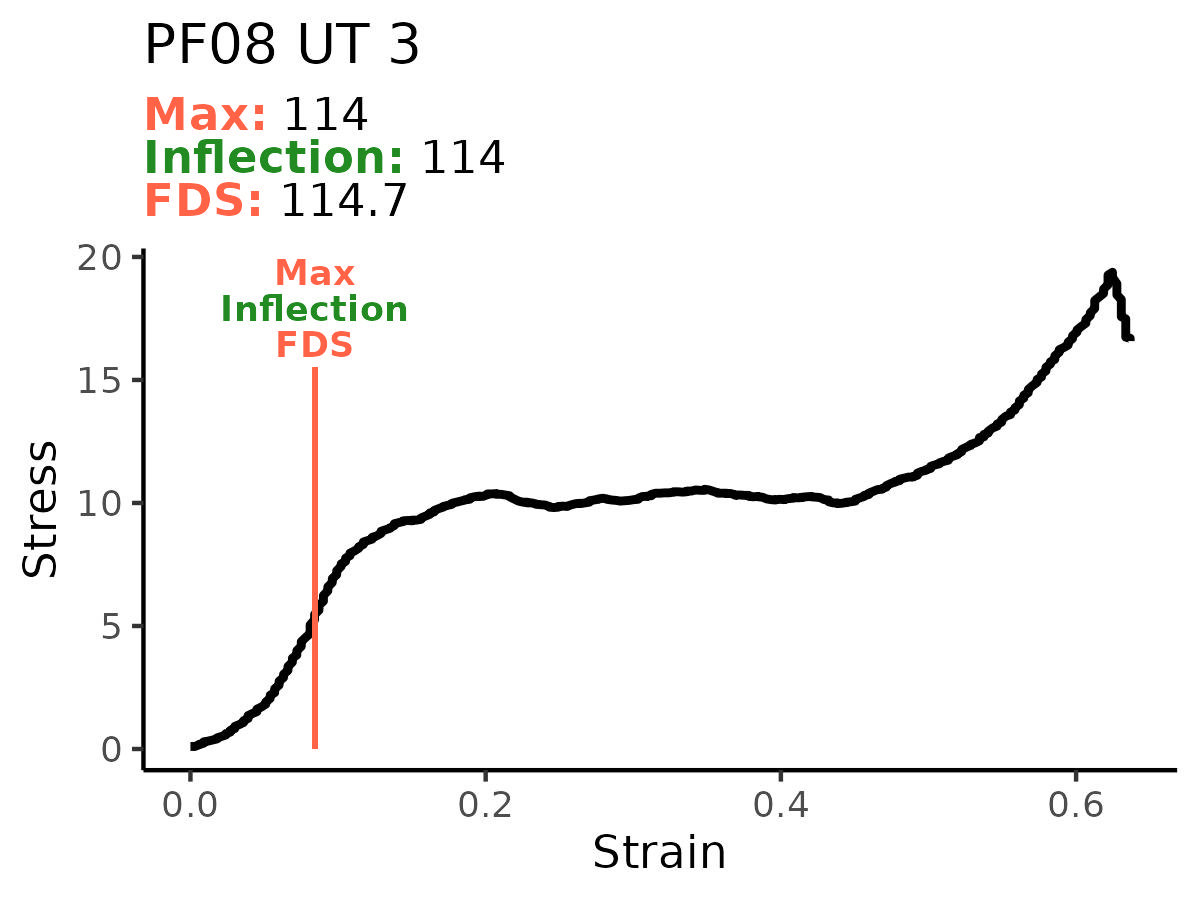 PF08 UT 3
Max: 114
Inflection: 114
FDS: 114.7
Max
Inflection
FDS
20
15
10
5
0
Stress
0.0 0.2 0.4 0.6
Strain